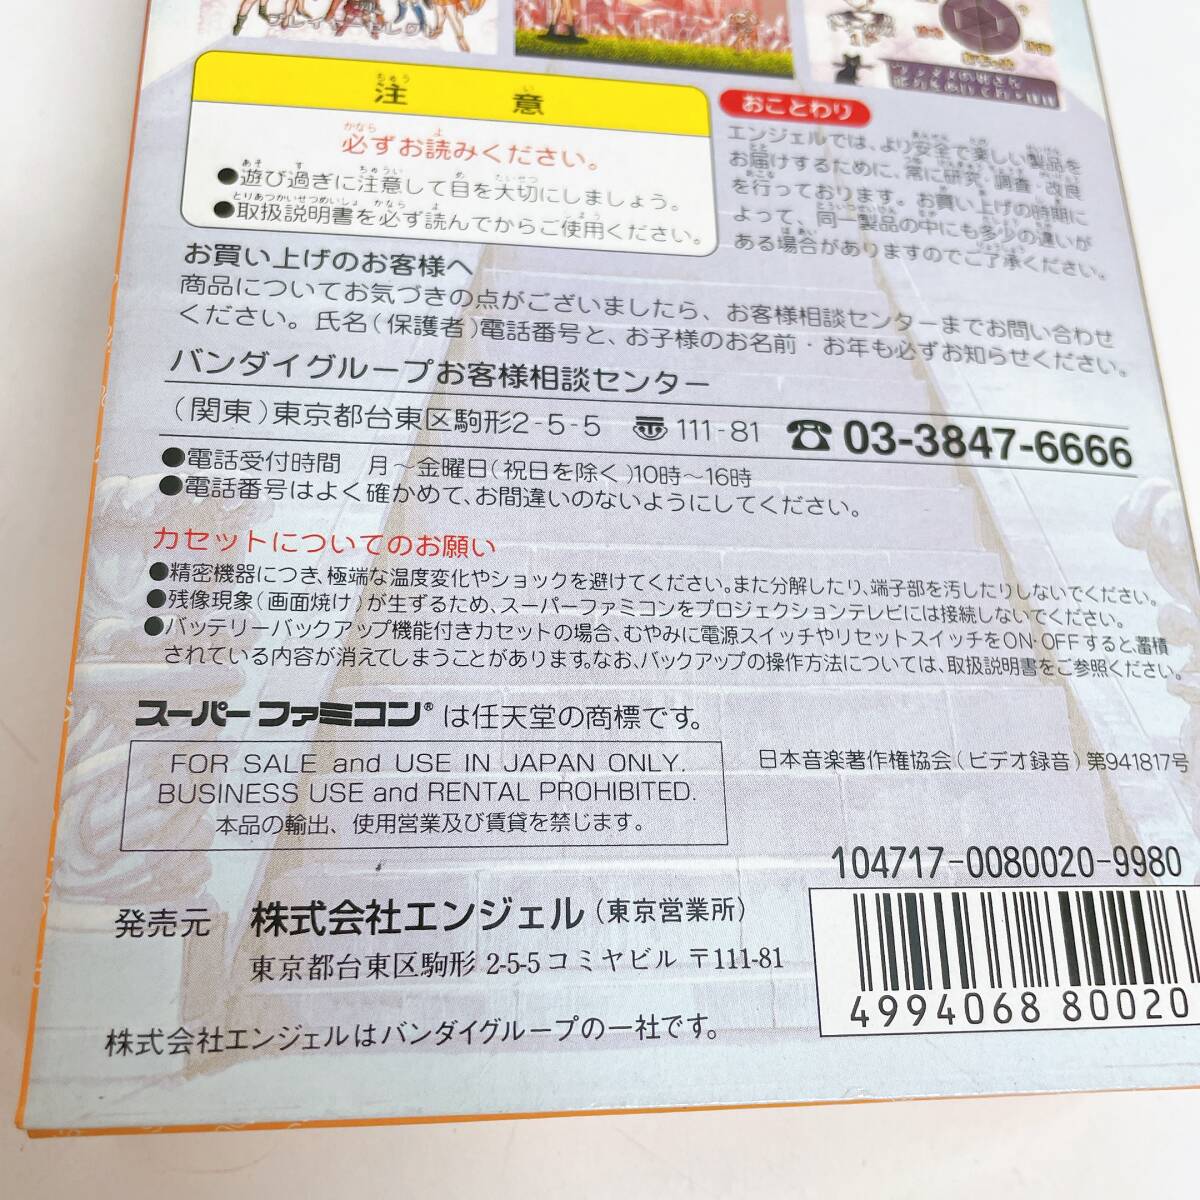 プレイヤーセレクト
注意
必ずお読みください。
●遊び過ぎに注意して目を大切にしましょう。
●取扱説明書を必ず読んでからご使用ください。
おことわり
エンジェルでは、より安全で楽しい製品を
お届けするために、常に研究、調査・改良
を行っております。お買い上げの時期に
よって、同一製品の中にも多少の違いが
ある場合がありますのでご了承ください。
お買い上げのお客様へ
商品についてお気づきの点がございましたら、お客様相談センターまでお問い合わせ
ください。氏名(保護者)電話番号と、お子様のお名前・お年も必ずお知らせください。
バンダイグループお客様相談センター
(関東)東京都台東区駒形2-5-5 〠 111-81 ☎ 03-3847-6666
●電話受付時間 月～金曜日(祝日を除く)10時～16時
●電話番号はよく確かめて、お間違いのないようにしてください。
カセットについてのお願い
●精密機器につき、極端な温度変化やショックを避けてください。また分解したり、端子部を汚したりしないでください。
●残像現象(画面焼け)が生ずるため、スーパーファミコンをプロジェクションテレビには接続しないでください。
●バッテリーバックアップ機能付きカセットの場合、むやみに電源スイッチやリセットスイッチをON・OFFすると、蓄積
されている内容が消えてしまうことがあります。なお、バックアップの操作方法については、取扱説明書をご参照ください。
スーパーファミコン®は任天堂の商標です。
FOR SALE and USE IN JAPAN ONLY.
BUSINESS USE and RENTAL PROHIBITED.
本品の輸出、使用営業及び賃貸を禁じます。
日本音楽著作権協会(ビデオ録音)第941817号
104717-0080020-9980
発売元 株式会社エンジェル(東京営業所)
東京都台東区駒形 2-5-5 コミヤビル 〒111-81
4994068 80020
株式会社エンジェルはバンダイグループの一社です。